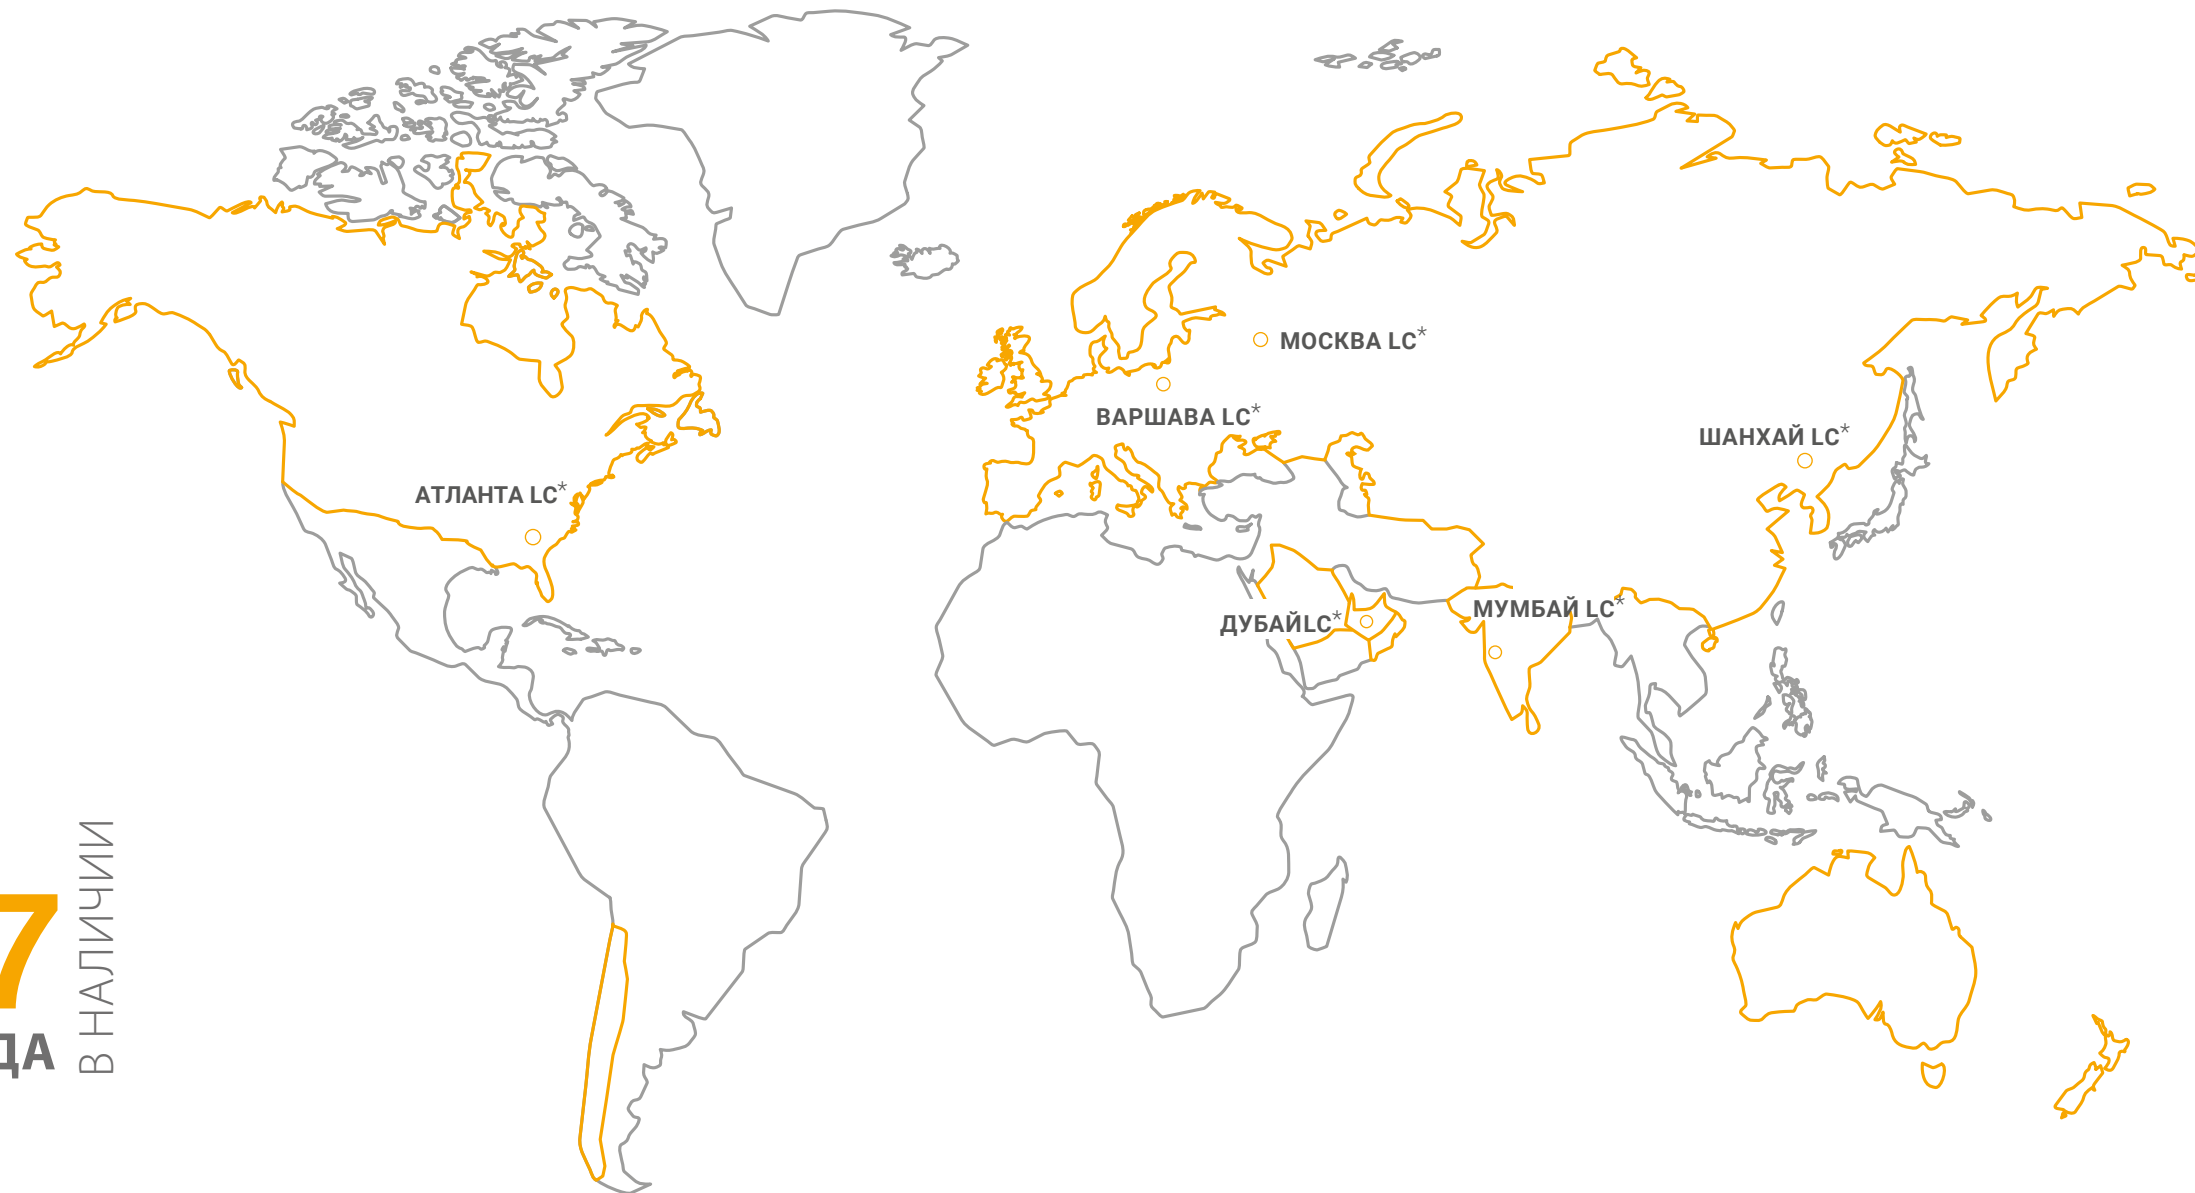 МОСКВА LC*
ВАРШАВА LC*
ШАНХАЙ LC*
АТЛАНТА LC*
МУМБАЙ LC*
ДУБАЙLC*
7
ДА
В НАЛИЧИИ